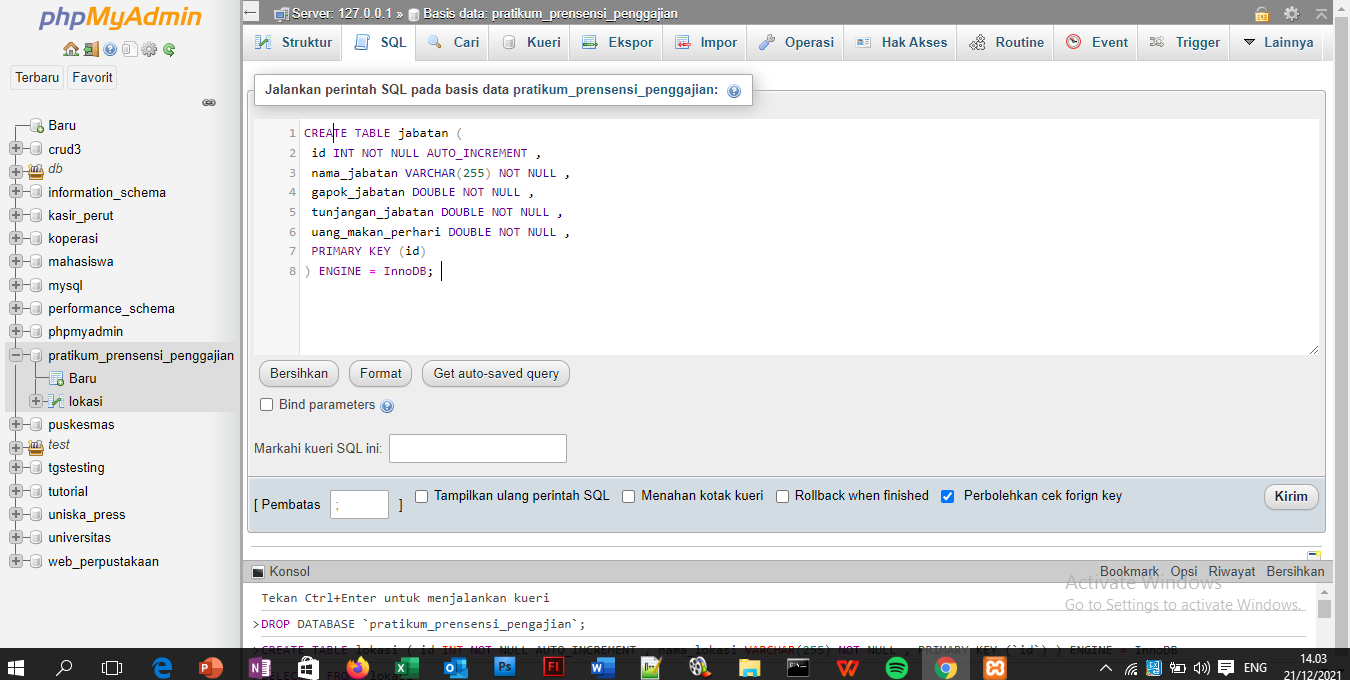 phpMyAdmin
Terbaru Favorit
Baru
crud3
db
information_schema
kasir_perut
koperasi
mahasiswa
mysql
performance_schema
phpmyadmin
pratikum_prensensi_penggajian
Baru
lokasi
puskesmas
test
tgstesting
tutorial
uniska_press
universitas
web_perpustakaan
Server: 127.0.0.1 » Basis data: pratikum_prensensi_penggajian
Struktur SQL Cari Kueri Ekspor Impor Operasi Hak Akses Routine Event Trigger Lainnya
Jalankan perintah SQL pada basis data pratikum_prensensi_penggajian:
1 CREATE TABLE jabatan (
2 id INT NOT NULL AUTO_INCREMENT ,
3 nama_jabatan VARCHAR(255) NOT NULL ,
4 gapok_jabatan DOUBLE NOT NULL ,
5 tunjangan_jabatan DOUBLE NOT NULL ,
6 uang_makan_perhari DOUBLE NOT NULL ,
7 PRIMARY KEY (id)
8 ) ENGINE = InnoDB;
Bersihkan Format Get auto-saved query
Bind parameters
Markahi kueri SQL ini:
[ Pembatas ; ] Tampilkan ulang perintah SQL Menahan kotak kueri Rollback when finished Perbolehkan cek forign key Kirim
Konsol Bookmark Opsi Riwayat Bersihkan
Activate Windows
Go to Settings to activate Windows.
Tekan Ctrl+Enter untuk menjalankan kueri
>DROP DATABASE `pratikum_prensensi_pengajian`;
>CREATE TABLE lokasi ( id INT NOT NULL AUTO_INCREMENT , nama_lokasi VARCHAR(255) NOT NULL , PRIMARY KEY (`id`) ) ENGINE = InnoDB
ENG
14.03
21/12/2021